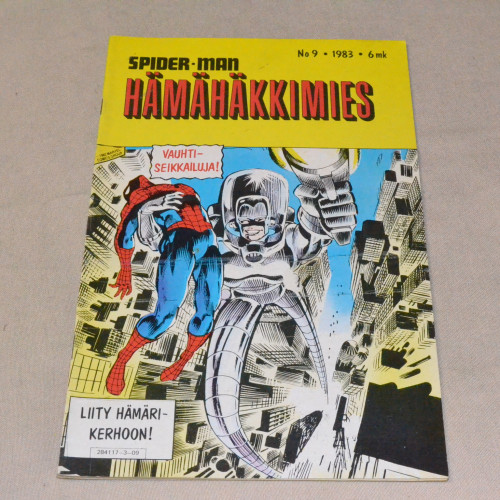 SPIDER-MAN
No 9 • 1983 • 6 mk
HÄMÄHÄKKIMIES
VAUHTI-
SEIKKAILUJA!
LIITY HÄMÄRI-
KERHOON!
284117-3-09